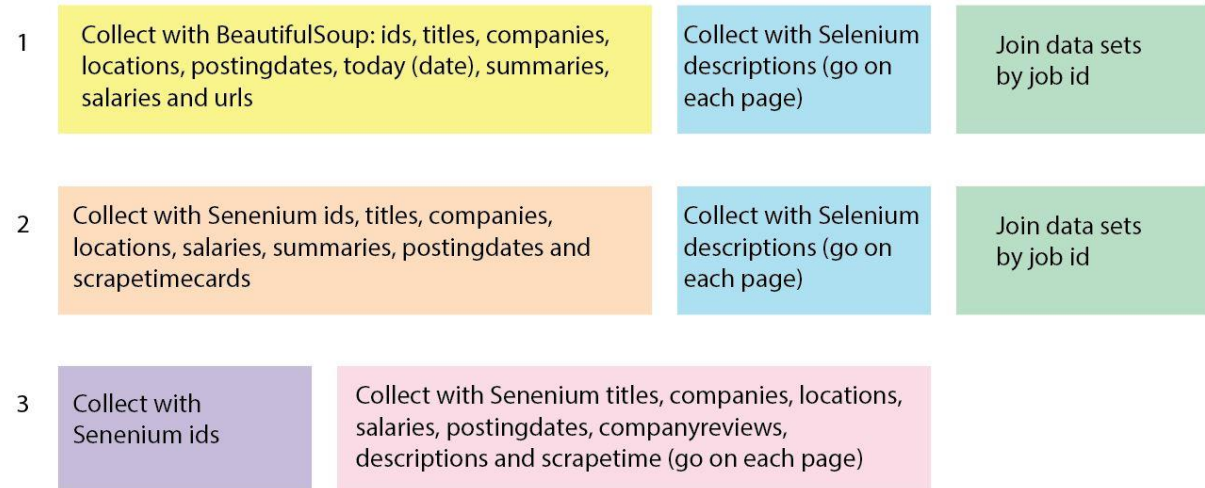 1
Collect with BeautifulSoup: ids, titles, companies,
locations, postingdates, today (date), summaries,
salaries and urls
Collect with Selenium
descriptions (go on
each page)
Join data sets
by job id
2
Collect with Senenium ids, titles, companies,
locations, salaries, summaries, postingdates and
scrapetimecards
Collect with Selenium
descriptions (go on
each page)
Join data sets
by job id
3
Collect with
Senenium ids
Collect with Senenium titles, companies, locations,
salaries, postingdates, companyreviews,
descriptions and scrapetime (go on each page)